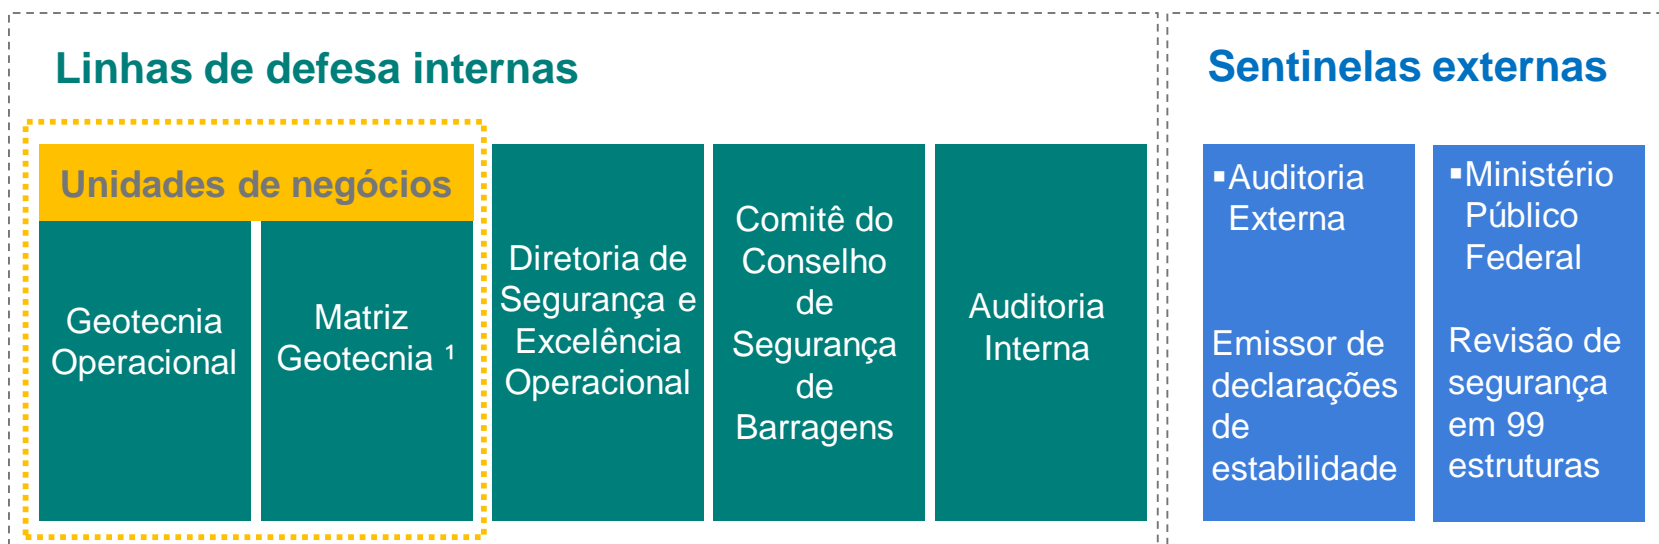 Linhas de defesa internas
Unidades de negócios
Geotecnia
Operacional
Matriz
Geotecnia ¹
Diretoria de
Segurança e
Excelência
Operacional
Comitê do
Conselho
de
Segurança
de
Barragens
Auditoria
Interna
Sentinelas externas
▪Auditoria
Externa
Emissor de
declarações
de
estabilidade
▪Ministério
Público
Federal
Revisão de
segurança
em 99
estruturas